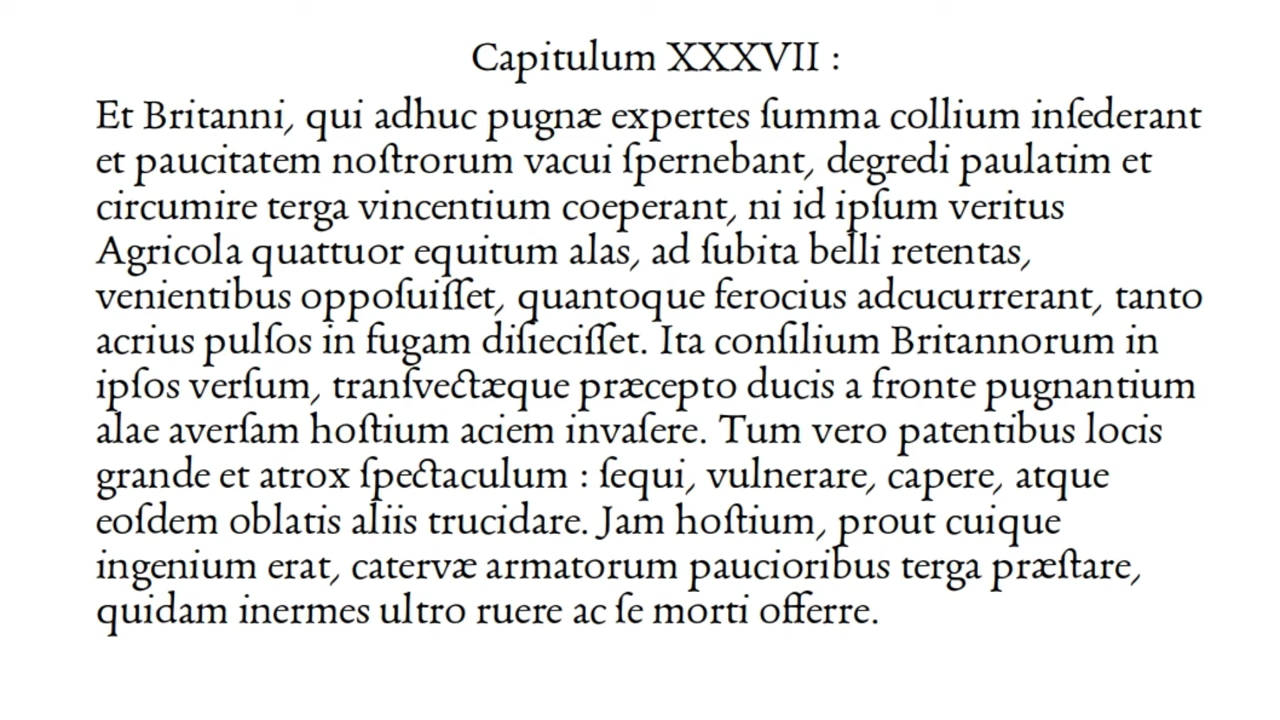 Capitulum XXXVII :
Et Britanni, qui adhuc pugnæ expertes ſumma collium inſederant
et paucitatem noſtrorum vacui ſpernebant, degredi paulatim et
circumire terga vincentium coeperant, ni id ipſum veritus
Agricola quattuor equitum alas, ad ſubita belli retentas,
venientibus oppoſuiſſet, quantoque ferocius adcucurrerant, tanto
acrius pulſos in fugam diſieciſſet. Ita conſilium Britannorum in
ipſos verſum, tranſvectæque præcepto ducis a fronte pugnantium
alae averſam hoſtium aciem invaſere. Tum vero patentibus locis
grande et atrox ſpectaculum : ſequi, vulnerare, capere, atque
eoſdem oblatis aliis trucidare. Jam hoſtium, prout cuique
ingenium erat, catervæ armatorum paucioribus terga præſtare,
quidam inermes ultro ruere ac ſe morti offerre.